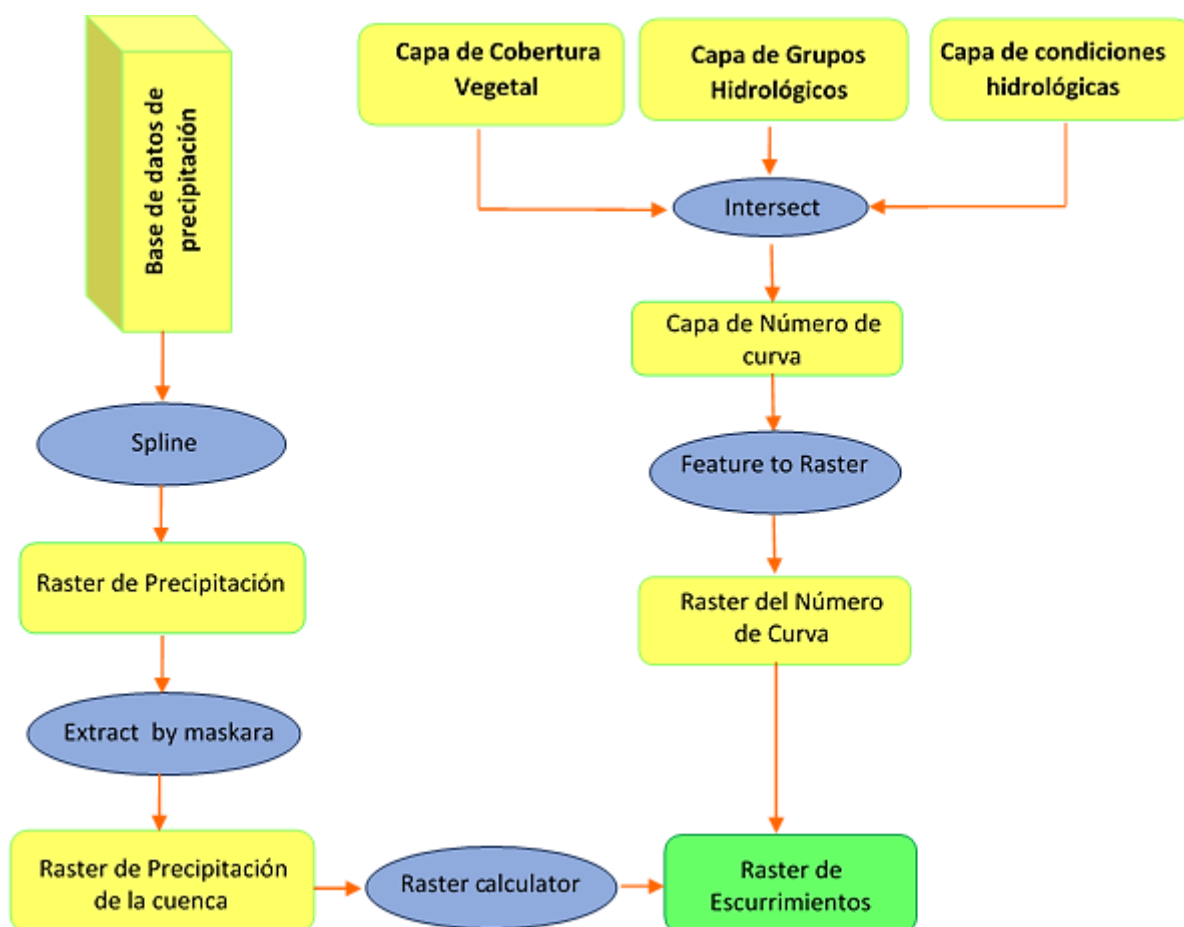 Base de datos de
precipitación
Capa de Cobertura
Vegetal
Capa de Grupos
Hidrológicos
Capa de condiciones
hidrológicas
Intersect
Capa de Número de
curva
Spline
Feature to Raster
Raster de Precipitación
Raster del Número
de Curva
Extract by maskara
Raster de Precipitación
de la cuenca
Raster calculator
Raster de
Escurrimientos